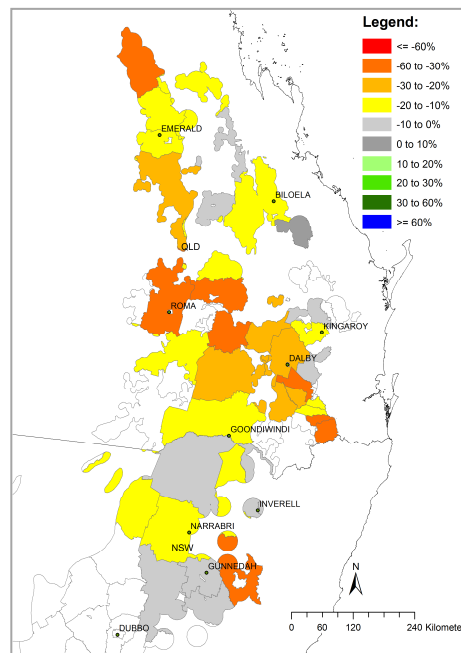 Legend:
<= -60%
-60 to -30%
-30 to -20%
-20 to -10%
-10 to 0%
0 to 10%
10 to 20%
20 to 30%
30 to 60%
>= 60%
EMERALD
BILOELA
QLD
ROMA
KINGAROY
DALBY
GOONDIWINDI
INVERELL
NARRABRI
NSW
GUNNEDAH
N
DUBBO
0 60 120 240 Kilomete